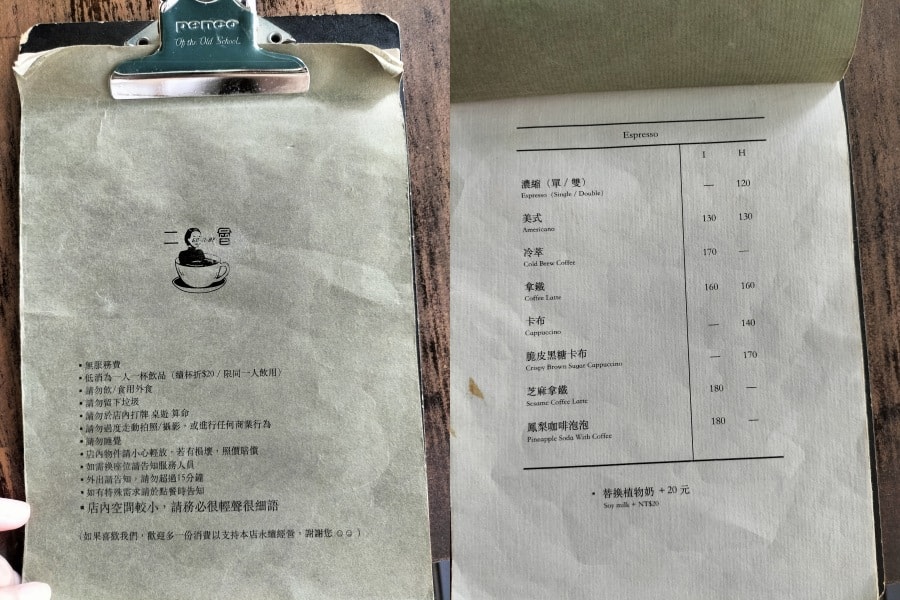 penco
Of the Old School.
二 會
▪ 無服務費
▪ 低消為一人一杯飲品（續杯折$20 / 限同一人飲用）
▪ 請勿飲/食用外食
▪ 請勿留下垃圾
▪ 請勿於店內打牌 桌遊 算命
▪ 請勿過度走動拍照/攝影、或進行任何商業行為
▪ 請勿睡覺
▪ 店內物件請小心輕放，若有損壞，照價賠償
▪ 如需換座位請告知服務人員
▪ 外出請告知，請勿超過15分鐘
▪ 如有特殊需求請於點餐時告知
▪ 店內空間較小，請務必很輕聲很細語
（如果喜歡我們，歡迎多一份消費以支持本店永續經營，謝謝您 ☺☺ ）
Espresso
I H
濃縮（單 / 雙） — 120
Espresso（Single / Double）
美式 130 130
Americano
冷萃 170 —
Cold Brew Coffee
拿鐵 160 160
Coffee Latte
卡布 — 140
Cappuccino
脆皮黑糖卡布 — 170
Crispy Brown Sugar Cappuccino
芝麻拿鐵 180 —
Sesame Coffee Latte
鳳梨咖啡泡泡 180 —
Pineapple Soda With Coffee
▪ 替換植物奶 + 20 元
Soy milk + NT$20